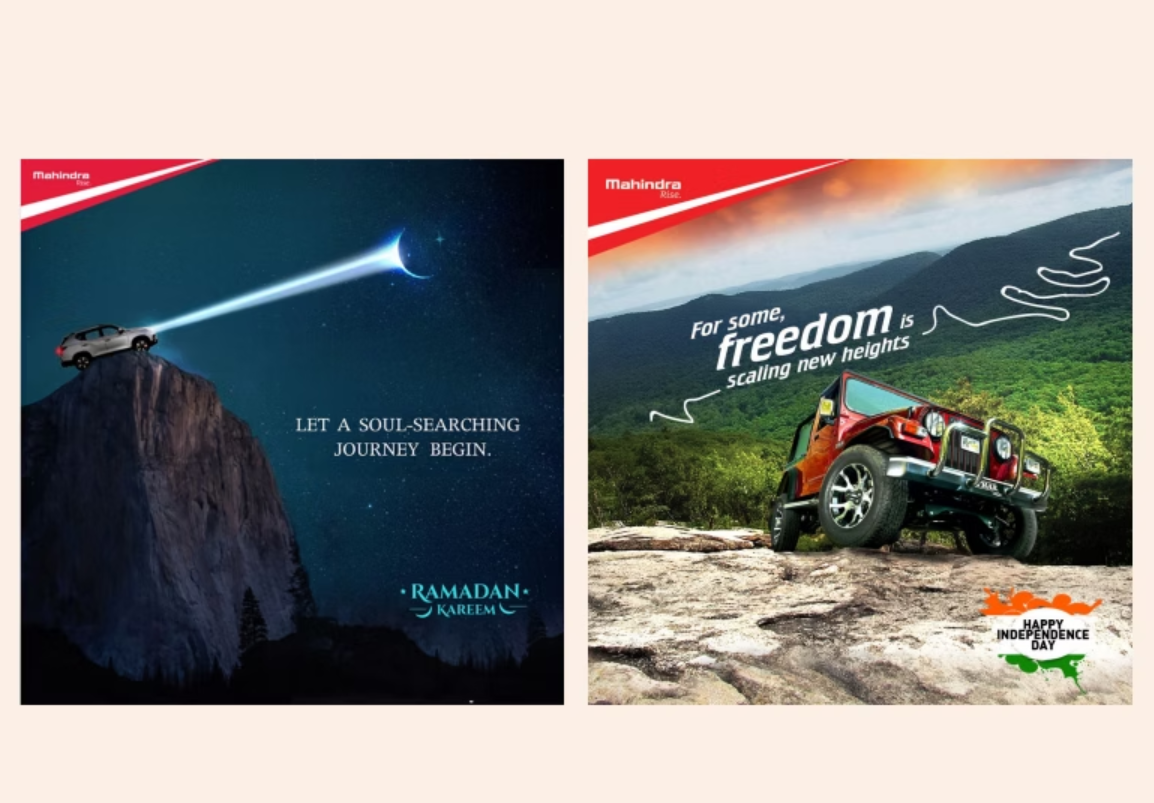 Mahindra
Rise.
LET A SOUL-SEARCHING
JOURNEY BEGIN.
RAMADAN
KAREEM
Mahindra
Rise.
For some,
freedom is
scaling new heights
HAPPY
INDEPENDENCE
DAY